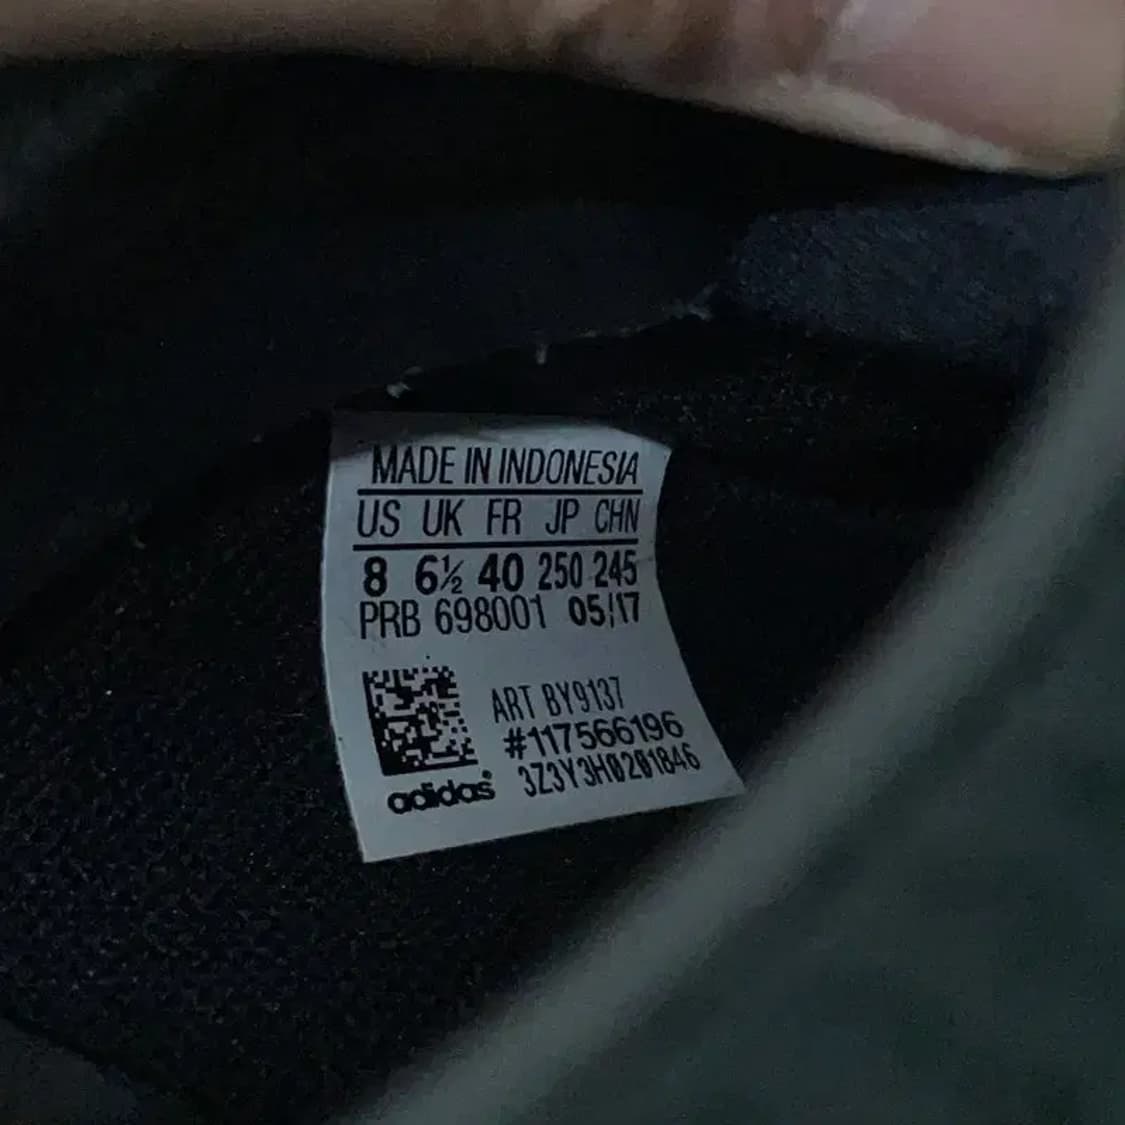 MADE IN INDONESIA
US UK FR JP CHN
8 6½ 40 250 245
PRB 698001 05/17
ART BY9137
#117566196
3Z3Y3H0201846
adidas®